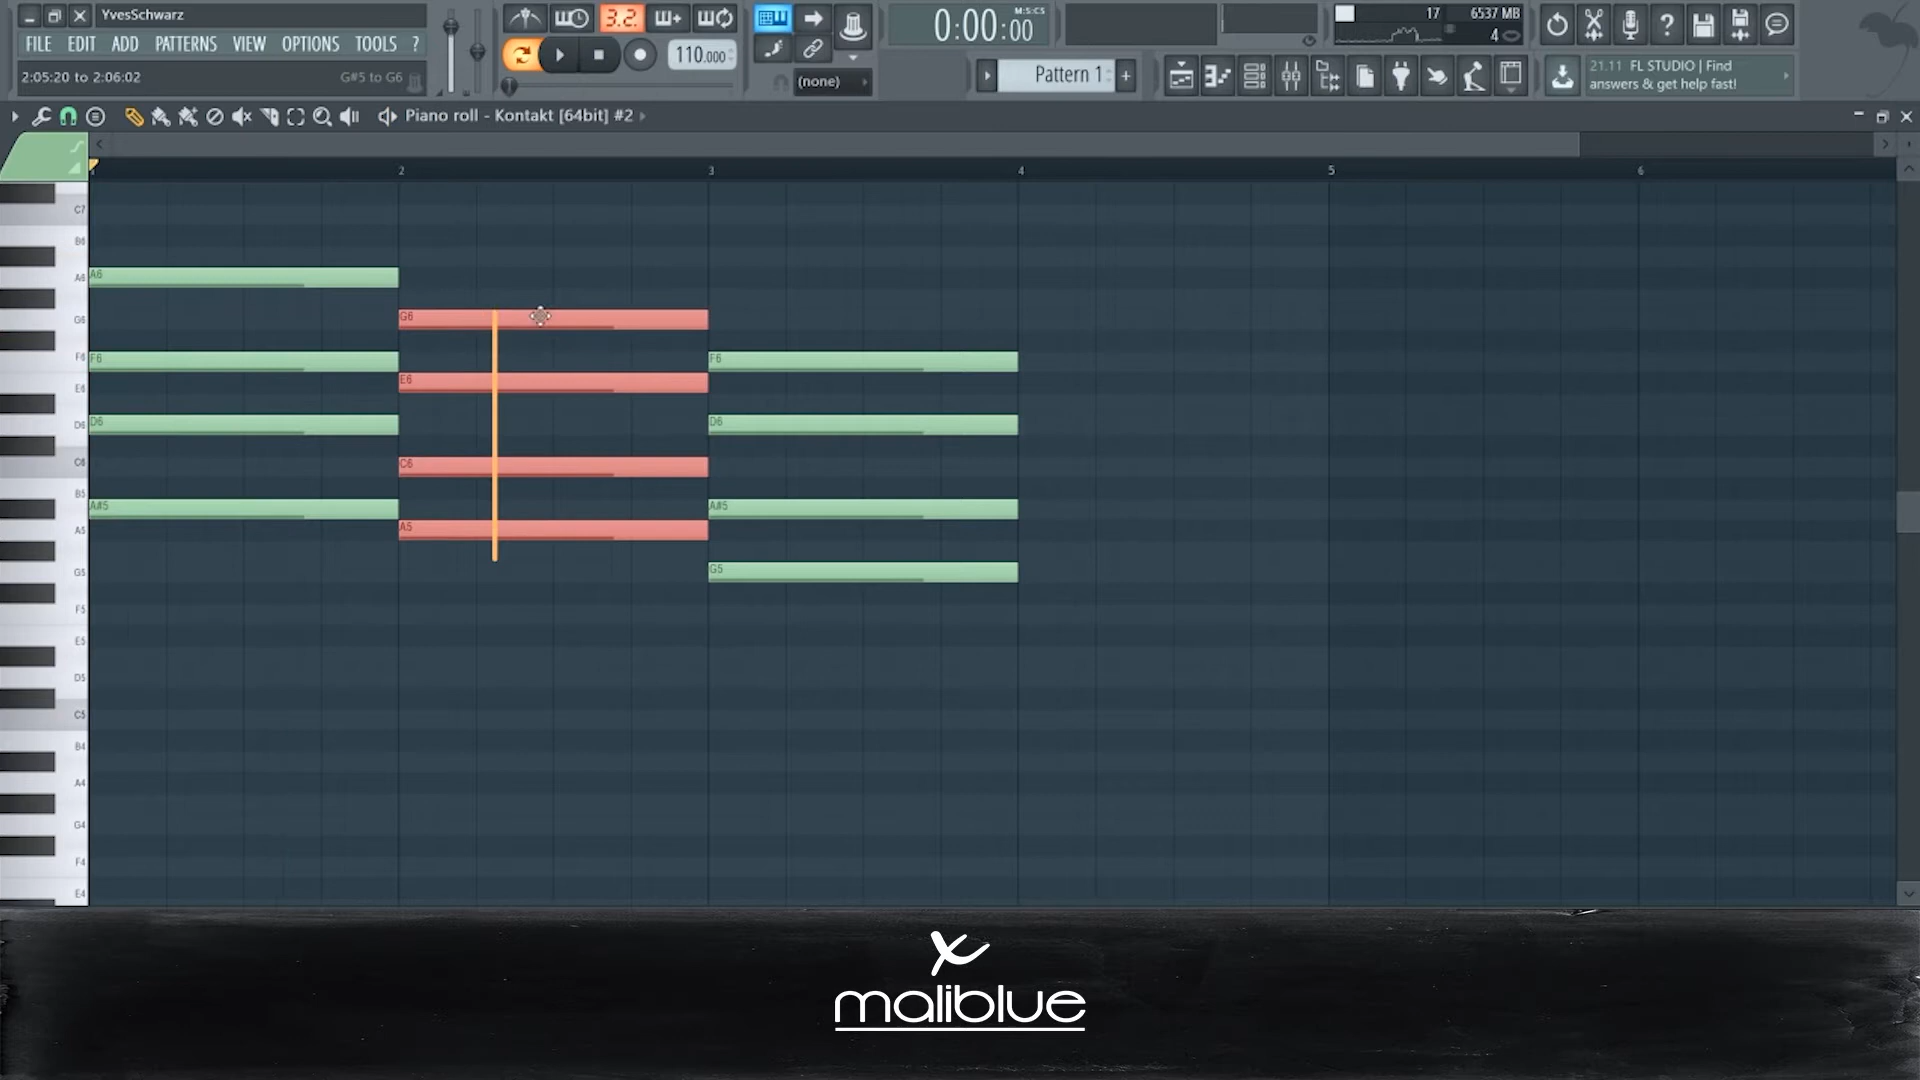 YvesSchwarz
FILE EDIT ADD PATTERNS VIEW OPTIONS TOOLS ?
2:05:20 to 2:06:02 G#5 to G6
3.2.
110.000
(none)
0:00:00
M:S:CS
Pattern 1
+
17
6537 MB
4
21.11 FL STUDIO | Find
answers & get help fast!
Piano roll - Kontakt [64bit] #2
2 3 4 5 6
C7
B6
A6
G6
F6
E6
D6
C6
B5
A5
G5
F5
E5
D5
C5
B4
A4
G4
F4
E4
A6
F6
D6
A#5
G6
E6
C6
A5
F6
D6
A#5
G5
maliblue